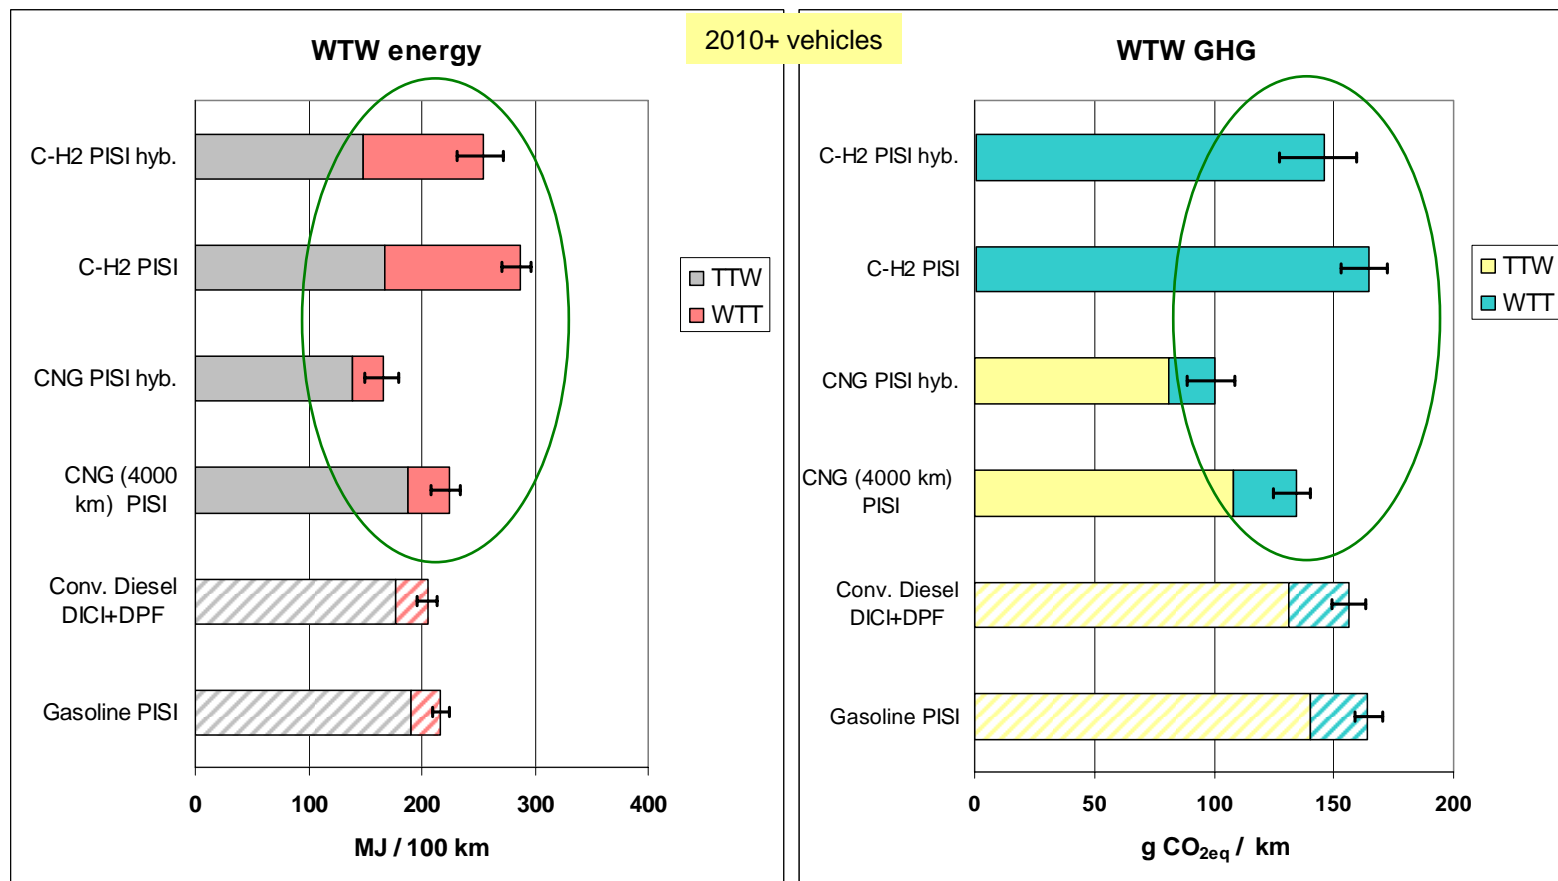 2010+ vehicles
WTW energy
C-H2 PISI hyb.
C-H2 PISI
CNG PISI hyb.
CNG (4000
km) PISI
Conv. Diesel
DICI+DPF
Gasoline PISI
0 100 200 300 400
MJ / 100 km
TTW
WTT
WTW GHG
C-H2 PISI hyb.
C-H2 PISI
CNG PISI hyb.
CNG (4000 km)
PISI
Conv. Diesel
DICI+DPF
Gasoline PISI
0 50 100 150 200
g CO2eq / km
TTW
WTT